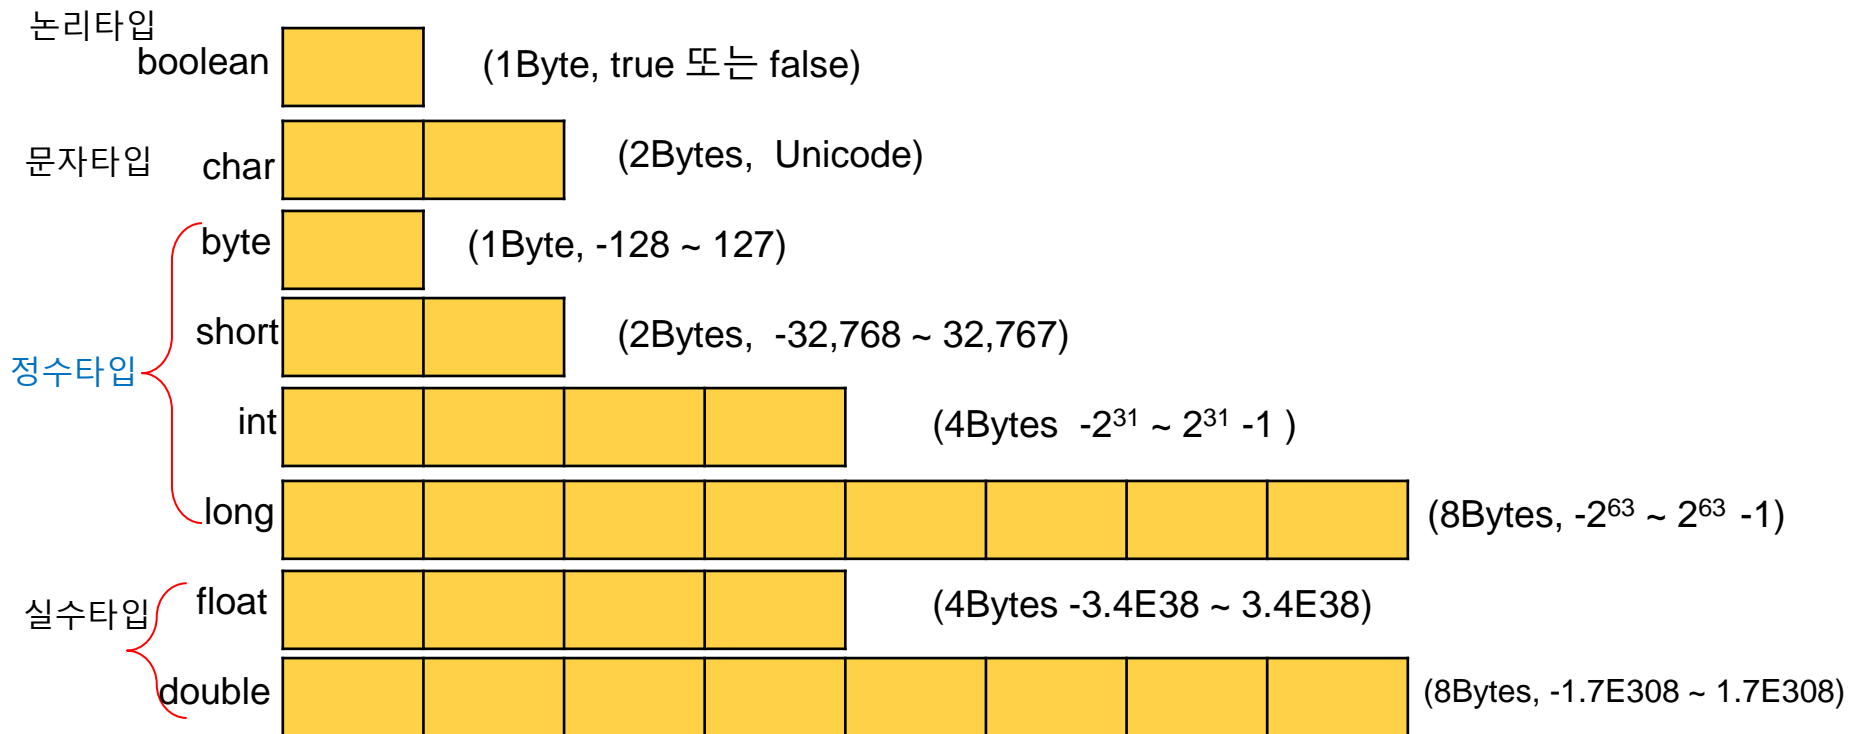 논리타입
boolean (1Byte, true 또는 false)
문자타입 char (2Bytes, Unicode)
byte (1Byte, -128 ~ 127)
short (2Bytes, -32,768 ~ 32,767)
정수타입
int (4Bytes -2³¹ ~ 2³¹ -1 )
long (8Bytes, -2⁶³ ~ 2⁶³ -1)
실수타입 float (4Bytes -3.4E38 ~ 3.4E38)
double (8Bytes, -1.7E308 ~ 1.7E308)